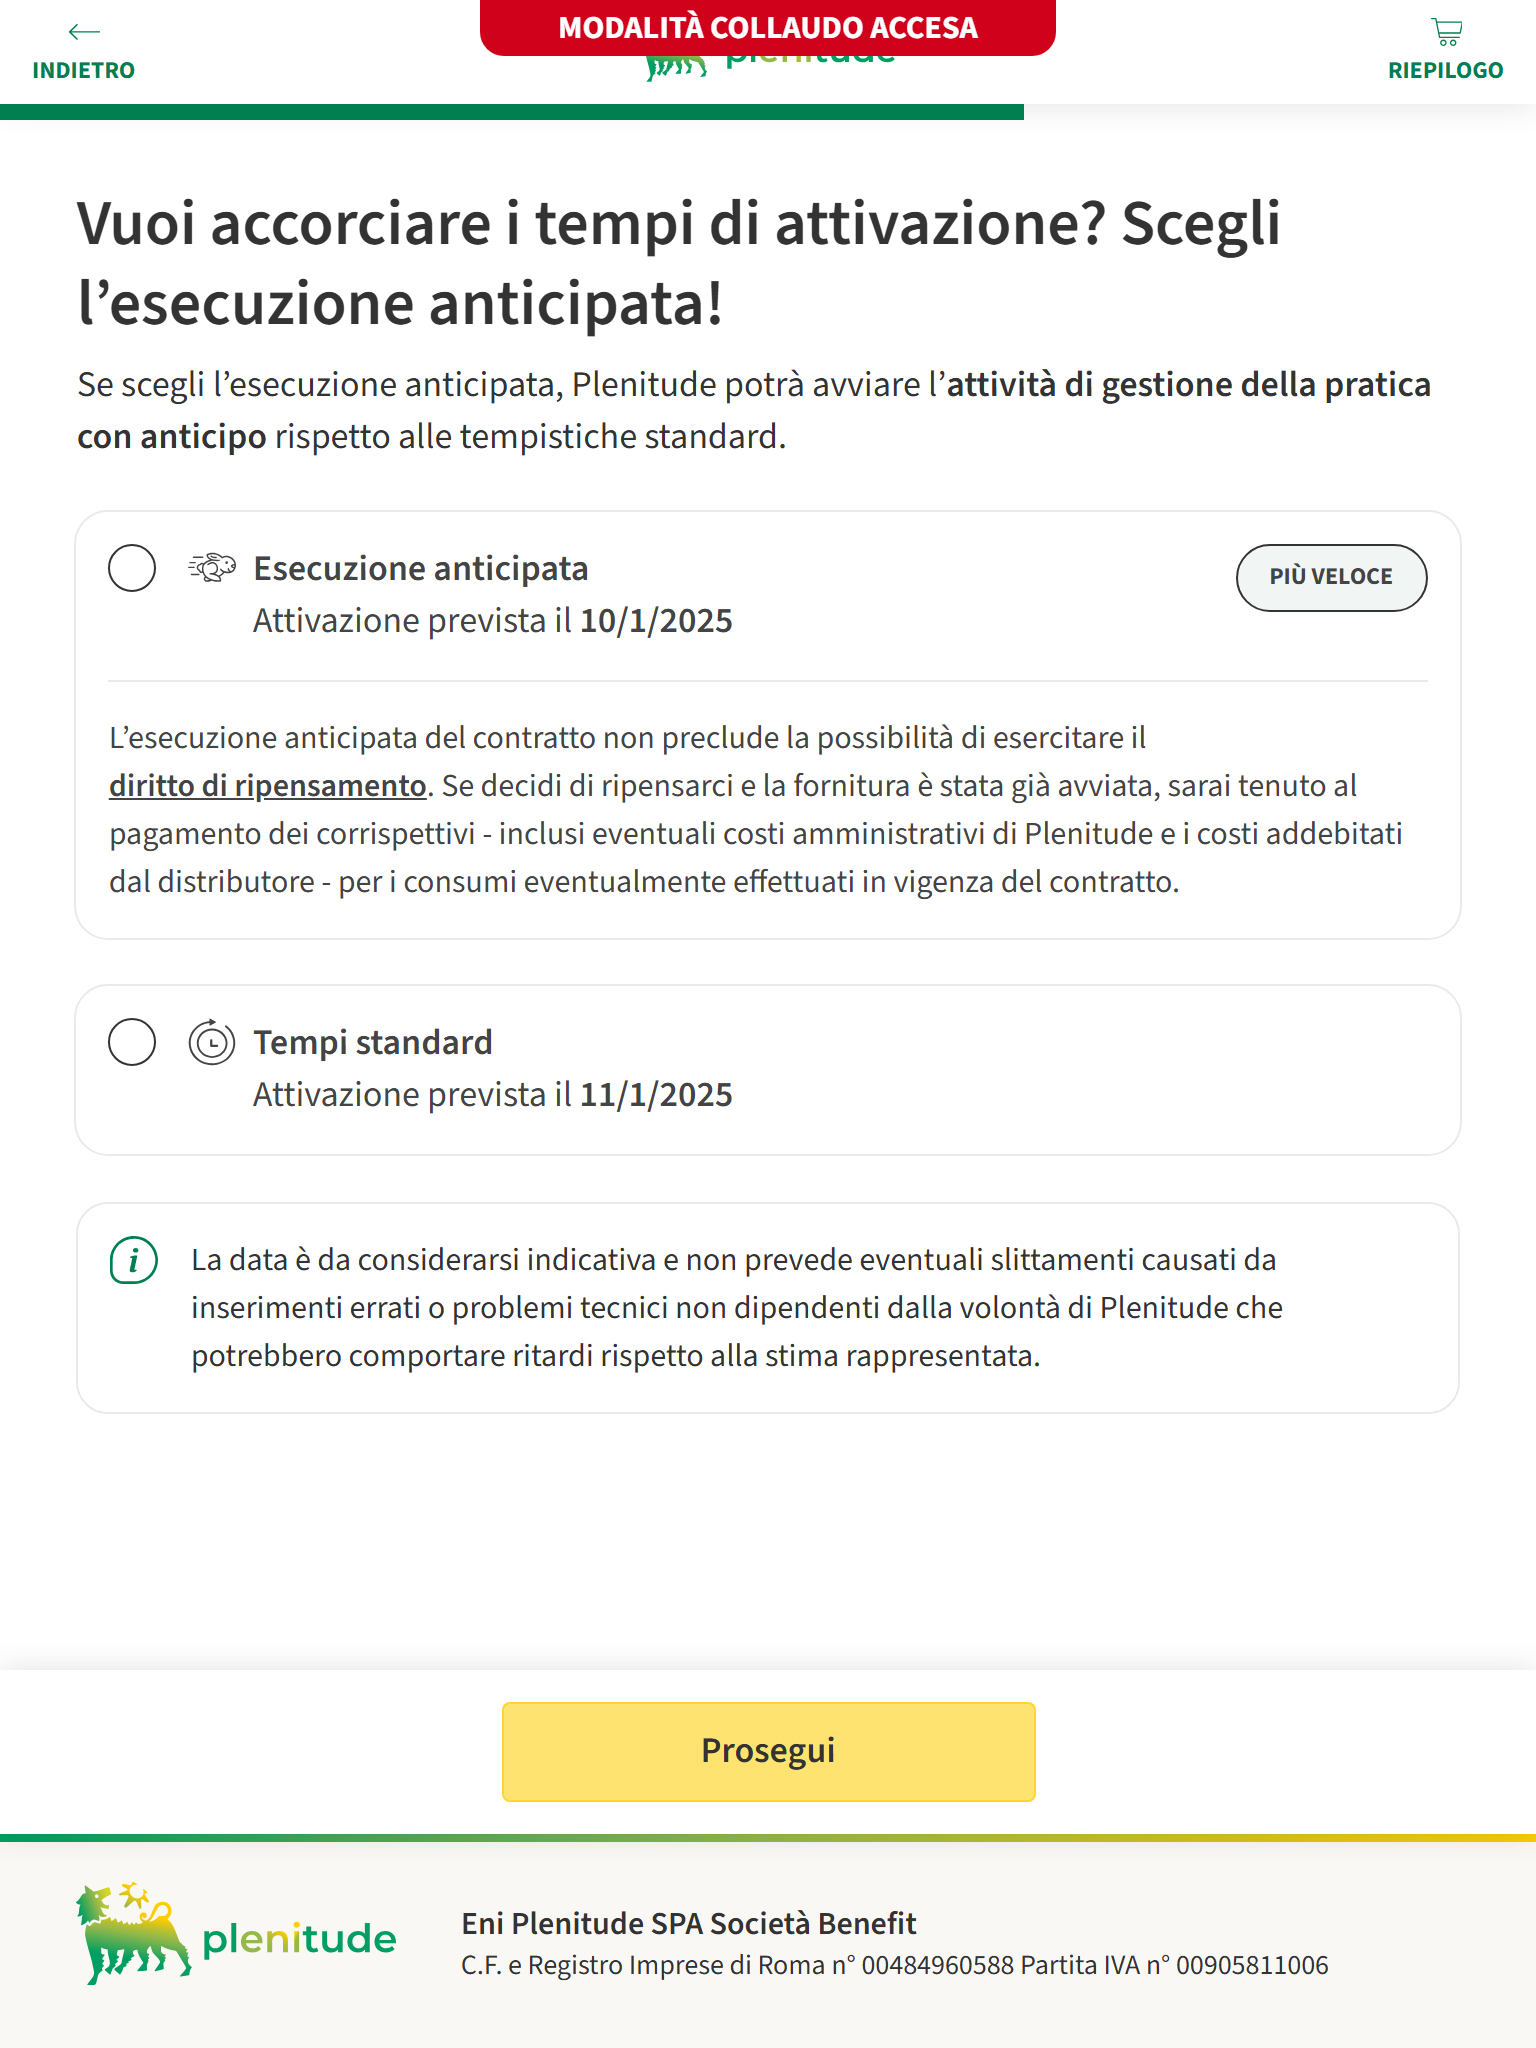 MODALITÀ COLLAUDO ACCESA
INDIETRO
plenitude
RIEPILOGO
Vuoi accorciare i tempi di attivazione? Scegli
l’esecuzione anticipata!
Se scegli l’esecuzione anticipata, Plenitude potrà avviare l’attività di gestione della pratica
con anticipo rispetto alle tempistiche standard.
Esecuzione anticipata
PIÙ VELOCE
Attivazione prevista il 10/1/2025
L’esecuzione anticipata del contratto non preclude la possibilità di esercitare il
diritto di ripensamento. Se decidi di ripensarci e la fornitura è stata già avviata, sarai tenuto al
pagamento dei corrispettivi - inclusi eventuali costi amministrativi di Plenitude e i costi addebitati
dal distributore - per i consumi eventualmente effettuati in vigenza del contratto.
Tempi standard
Attivazione prevista il 11/1/2025
La data è da considerarsi indicativa e non prevede eventuali slittamenti causati da
inserimenti errati o problemi tecnici non dipendenti dalla volontà di Plenitude che
potrebbero comportare ritardi rispetto alla stima rappresentata.
Prosegui
plenitude
Eni Plenitude SPA Società Benefit
C.F. e Registro Imprese di Roma n° 00484960588 Partita IVA n° 00905811006